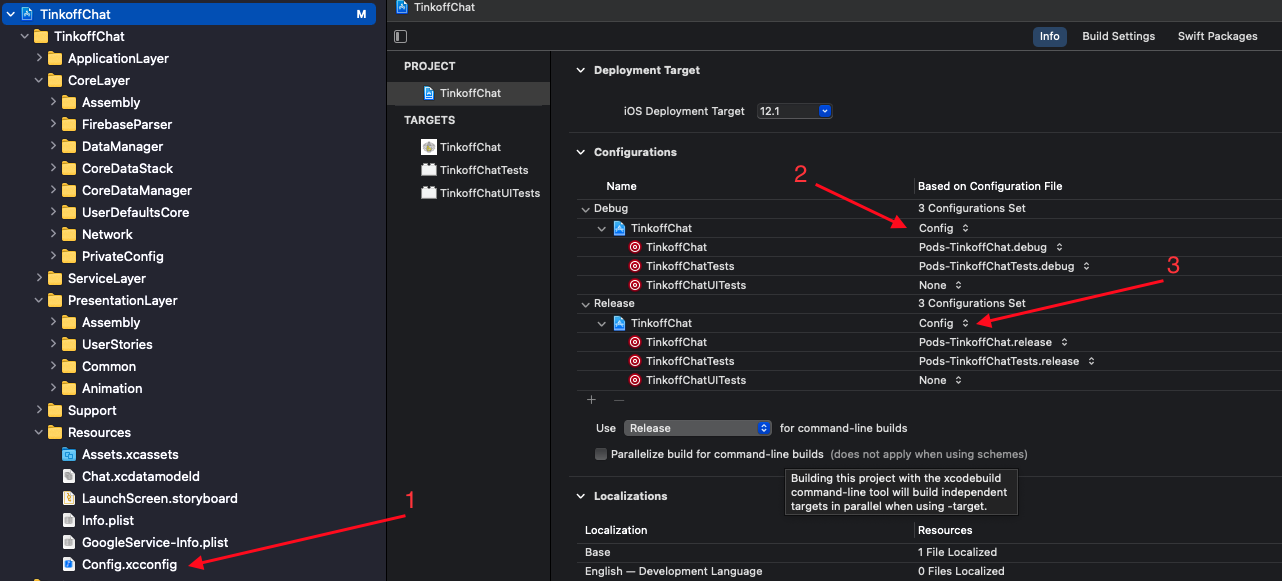 TinkoffChat M
TinkoffChat
ApplicationLayer
CoreLayer
Assembly
FirebaseParser
DataManager
CoreDataStack
CoreDataManager
UserDefaultsCore
Network
PrivateConfig
ServiceLayer
PresentationLayer
Assembly
UserStories
Common
Animation
Support
Resources
Assets.xcassets
Chat.xcdatamodeld
LaunchScreen.storyboard
Info.plist
GoogleService-Info.plist
Config.xcconfig
1
TinkoffChat
Info Build Settings Swift Packages
PROJECT
TinkoffChat
TARGETS
TinkoffChat
TinkoffChatTests
TinkoffChatUITests
Deployment Target
iOS Deployment Target 12.1
Configurations
2
Name Based on Configuration File
Debug 3 Configurations Set
TinkoffChat Config
TinkoffChat Pods-TinkoffChat.debug
TinkoffChatTests Pods-TinkoffChatTests.debug
3
TinkoffChatUITests None
Release 3 Configurations Set
TinkoffChat Config
TinkoffChat Pods-TinkoffChat.release
TinkoffChatTests Pods-TinkoffChatTests.release
TinkoffChatUITests None
+ —
Use Release for command-line builds
Parallelize build for command-line builds (does not apply when using schemes)
Building this project with the xcodebuild
command-line tool will build independent
targets in parallel when using -target.
Localizations
Localization Resources
Base 1 File Localized
English — Development Language 0 Files Localized